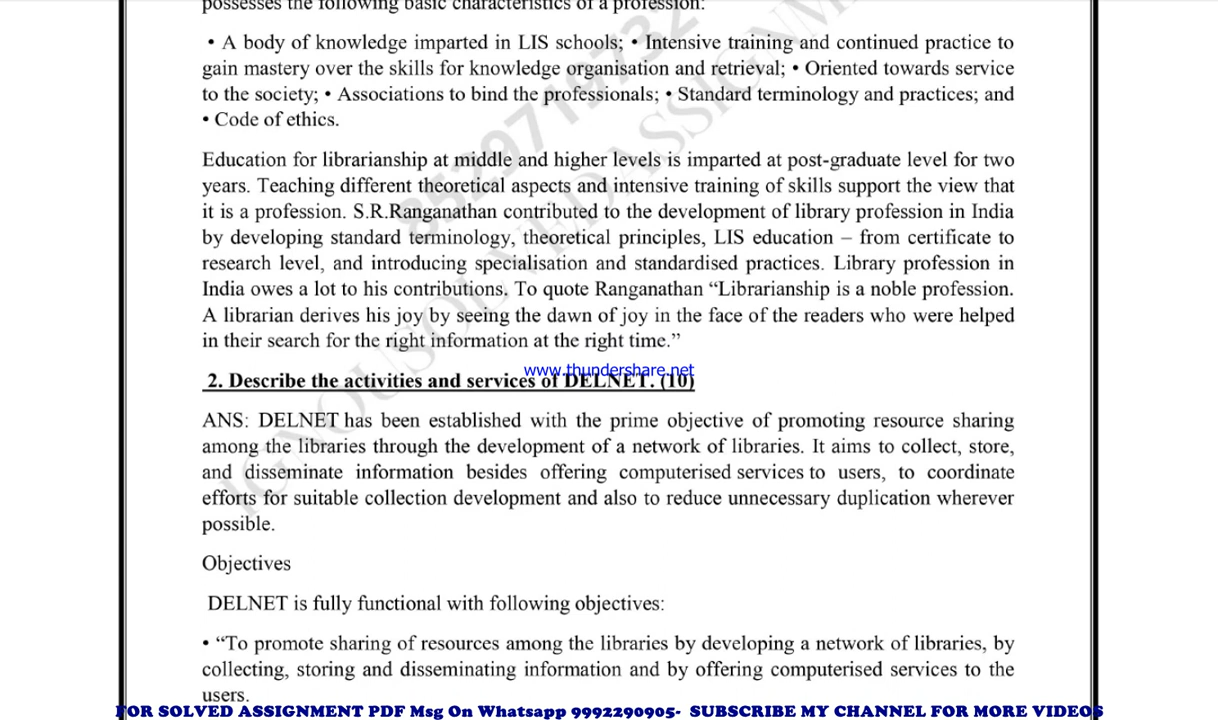 possesses the following basic characteristics of a profession:
• A body of knowledge imparted in LIS schools; • Intensive training and continued practice to
gain mastery over the skills for knowledge organisation and retrieval; • Oriented towards service
to the society; • Associations to bind the professionals; • Standard terminology and practices; and
• Code of ethics.
Education for librarianship at middle and higher levels is imparted at post-graduate level for two
years. Teaching different theoretical aspects and intensive training of skills support the view that
it is a profession. S.R.Ranganathan contributed to the development of library profession in India
by developing standard terminology, theoretical principles, LIS education – from certificate to
research level, and introducing specialisation and standardised practices. Library profession in
India owes a lot to his contributions. To quote Ranganathan “Librarianship is a noble profession.
A librarian derives his joy by seeing the dawn of joy in the face of the readers who were helped
in their search for the right information at the right time.”
www.thundershare.net
2. Describe the activities and services of DELNET. (10)
ANS: DELNET has been established with the prime objective of promoting resource sharing
among the libraries through the development of a network of libraries. It aims to collect, store,
and disseminate information besides offering computerised services to users, to coordinate
efforts for suitable collection development and also to reduce unnecessary duplication wherever
possible.
Objectives
DELNET is fully functional with following objectives:
• “To promote sharing of resources among the libraries by developing a network of libraries, by
collecting, storing and disseminating information and by offering computerised services to the
users.
FOR SOLVED ASSIGNMENT PDF Msg On Whatsapp 9992290905- SUBSCRIBE MY CHANNEL FOR MORE VIDEOS